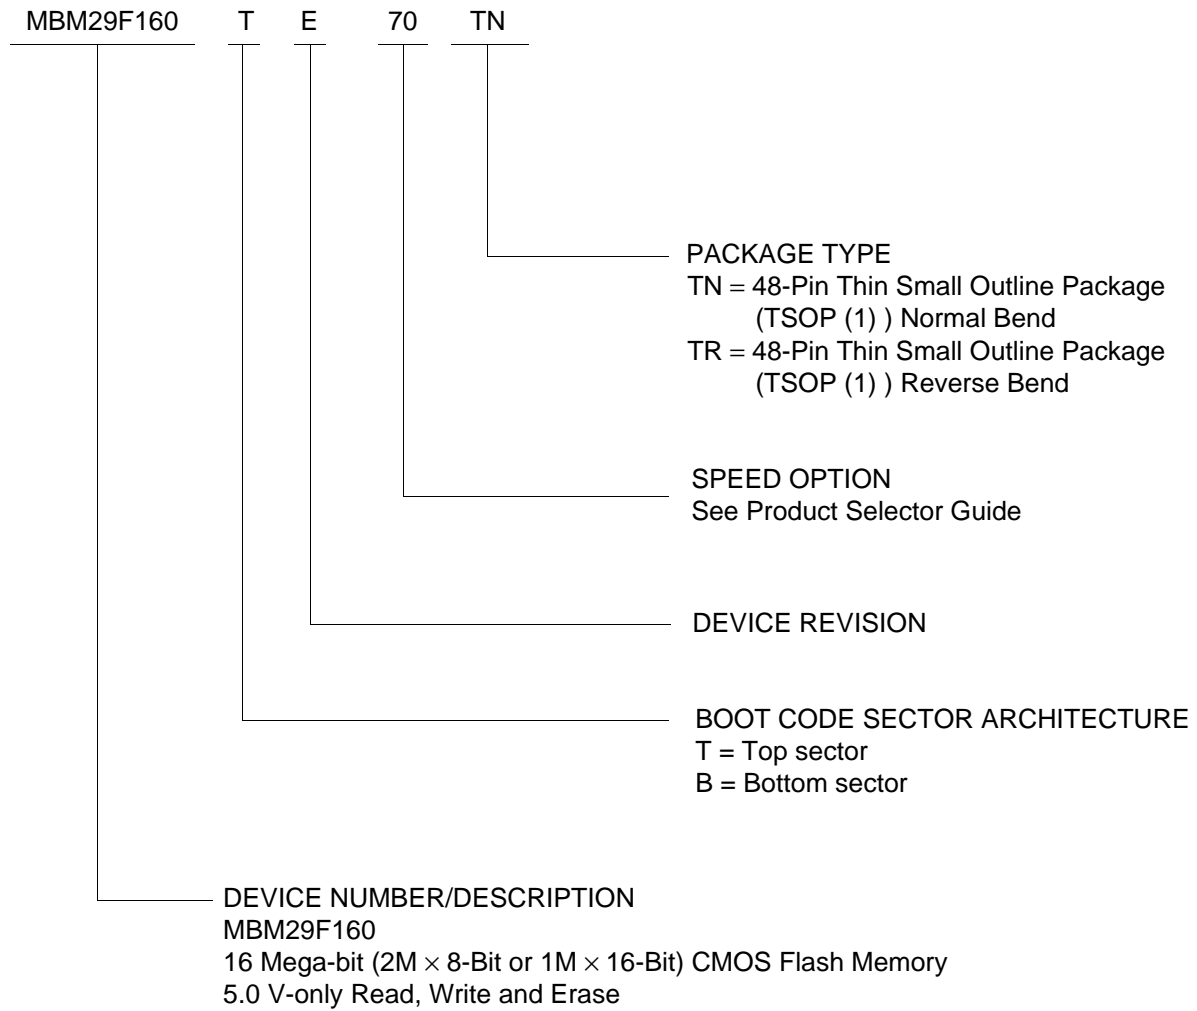 MBM29F160 T E 70 TN
PACKAGE TYPE
TN = 48-Pin Thin Small Outline Package
(TSOP (1) ) Normal Bend
TR = 48-Pin Thin Small Outline Package
(TSOP (1) ) Reverse Bend
SPEED OPTION
See Product Selector Guide
DEVICE REVISION
BOOT CODE SECTOR ARCHITECTURE
T = Top sector
B = Bottom sector
DEVICE NUMBER/DESCRIPTION
MBM29F160
16 Mega-bit (2M × 8-Bit or 1M × 16-Bit) CMOS Flash Memory
5.0 V-only Read, Write and Erase